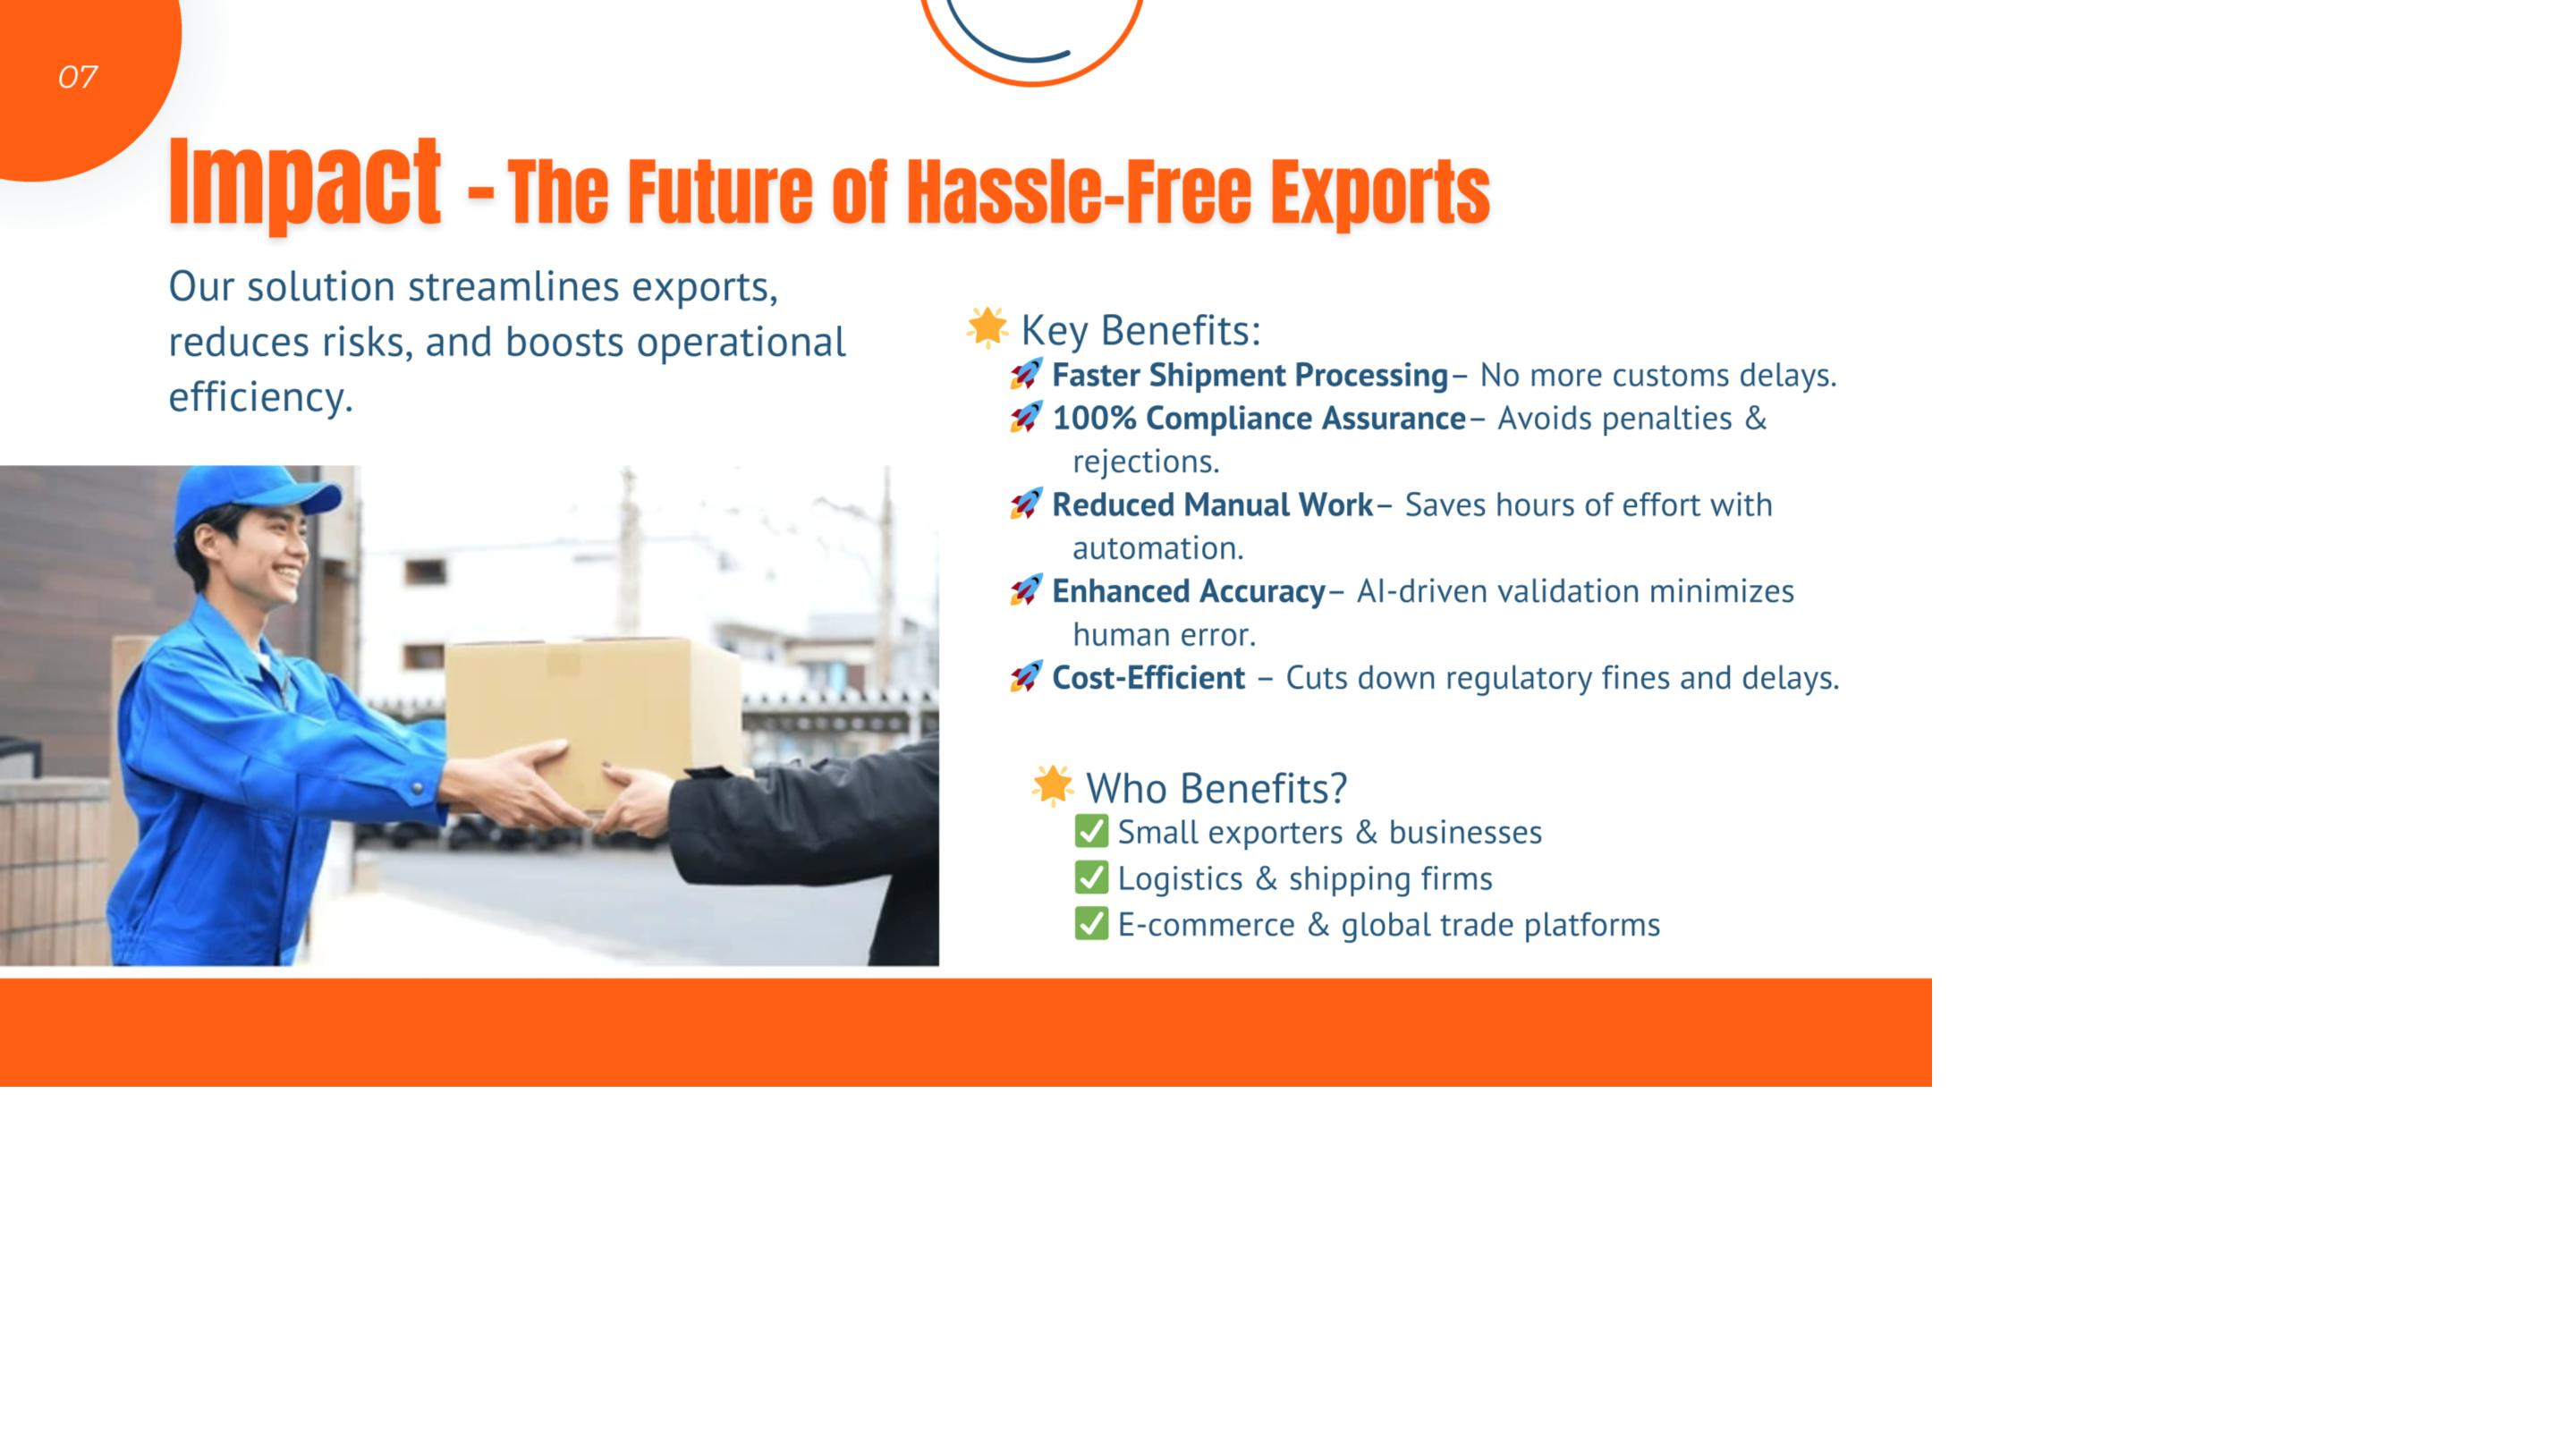 07
Impact - The Future of Hassle-Free Exports
Our solution streamlines exports,
reduces risks, and boosts operational
efficiency.
🌟 Key Benefits:
🚀 Faster Shipment Processing– No more customs delays.
🚀 100% Compliance Assurance– Avoids penalties &
rejections.
🚀 Reduced Manual Work– Saves hours of effort with
automation.
🚀 Enhanced Accuracy– AI-driven validation minimizes
human error.
🚀 Cost-Efficient – Cuts down regulatory fines and delays.
🌟 Who Benefits?
✅ Small exporters & businesses
✅ Logistics & shipping firms
✅ E-commerce & global trade platforms